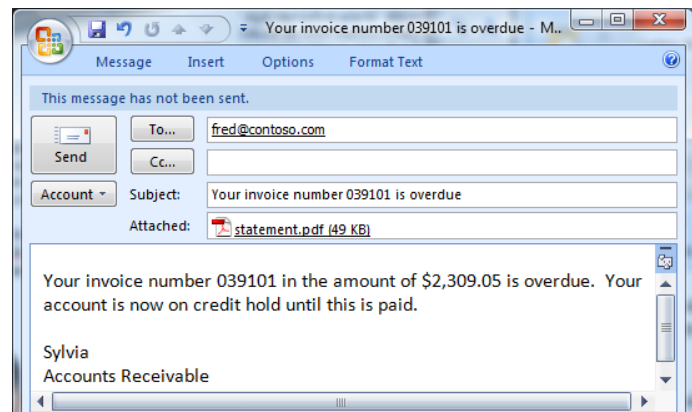 Your invoice number 039101 is overdue - M..
Message Insert Options Format Text
This message has not been sent.
Send
To... fred@contoso.com
Cc...
Account Subject: Your invoice number 039101 is overdue
Attached: statement.pdf (49 KB)
Your invoice number 039101 in the amount of $2,309.05 is overdue.  Your
account is now on credit hold until this is paid.
Sylvia
Accounts Receivable